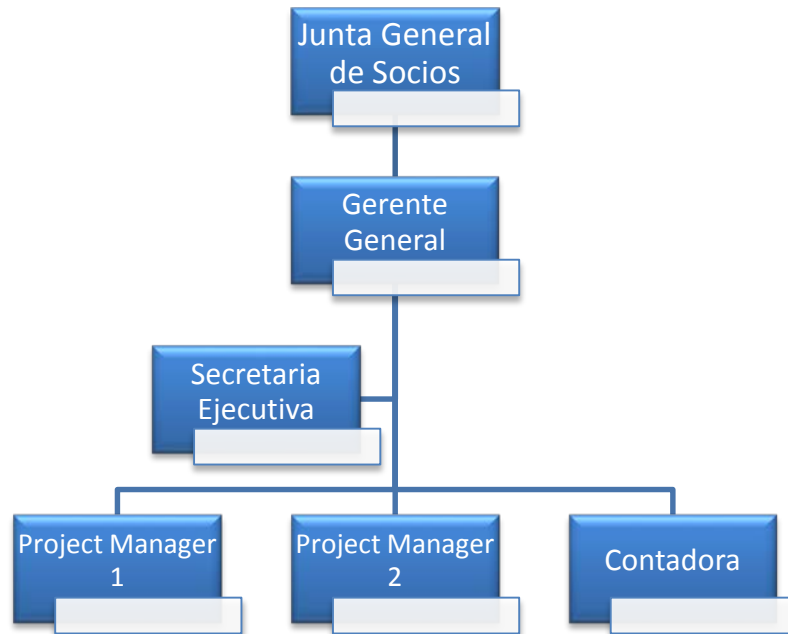 Junta General
de Socios
Gerente
General
Secretaria
Ejecutiva
Project Manager
1
Project Manager
2
Contadora